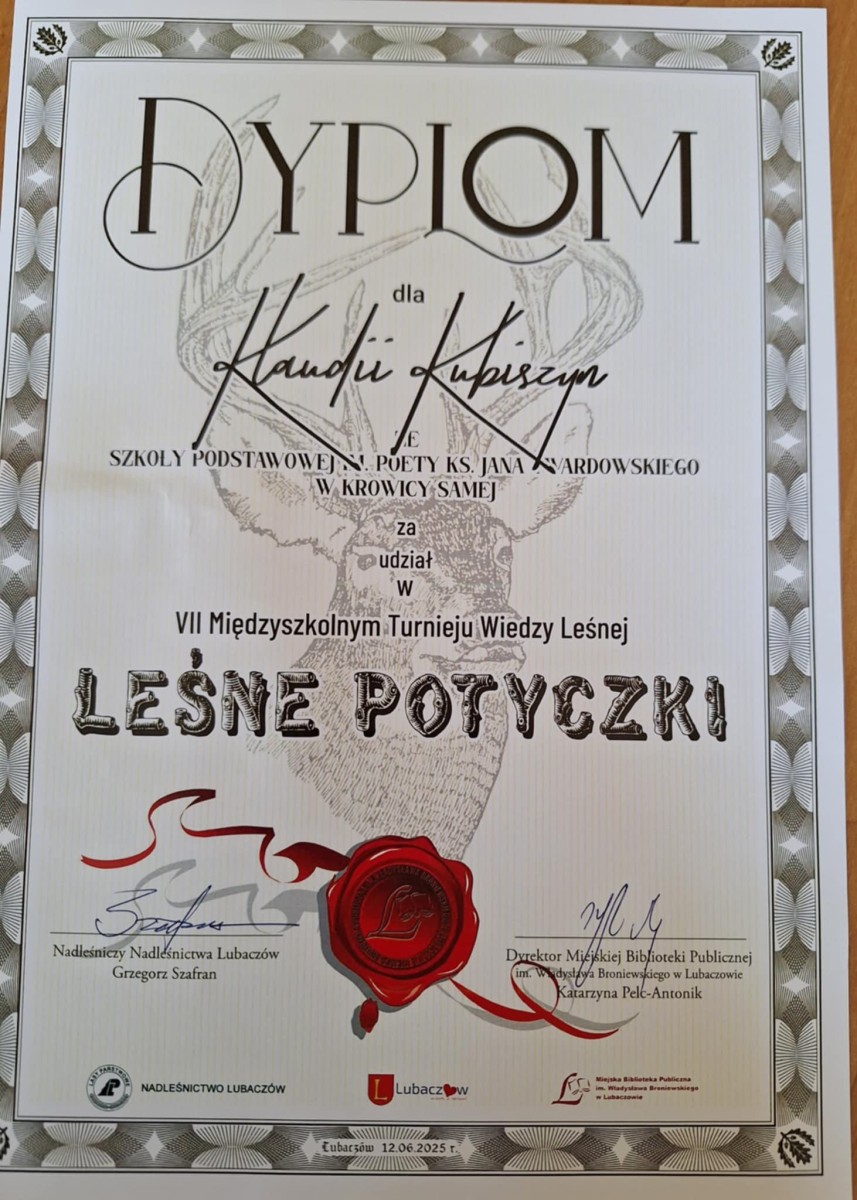 DYPLOM
dla
Klaudii Kubiszyn
ZE
SZKOŁY PODSTAWOWEJ IM. POETY KS. JANA TWARDOWSKIEGO
W KROWICY SAMEJ
za
udział
w
VII Międzyszkolnym Turnieju Wiedzy Leśnej
LEŚNE POTYCZKI
Nadleśniczy Nadleśnictwa Lubaczów
Grzegorz Szafran
Dyrektor Miejskiej Biblioteki Publicznej
im. Władysława Broniewskiego w Lubaczowie
Katarzyna Pelc-Antonik
LASY PAŃSTWOWE
NADLEŚNICTWO LUBACZÓW
L Lubaczów
Miejska Biblioteka Publiczna
im. Władysława Broniewskiego
w Lubaczowie
Lubaczów 12.06.2025 r.